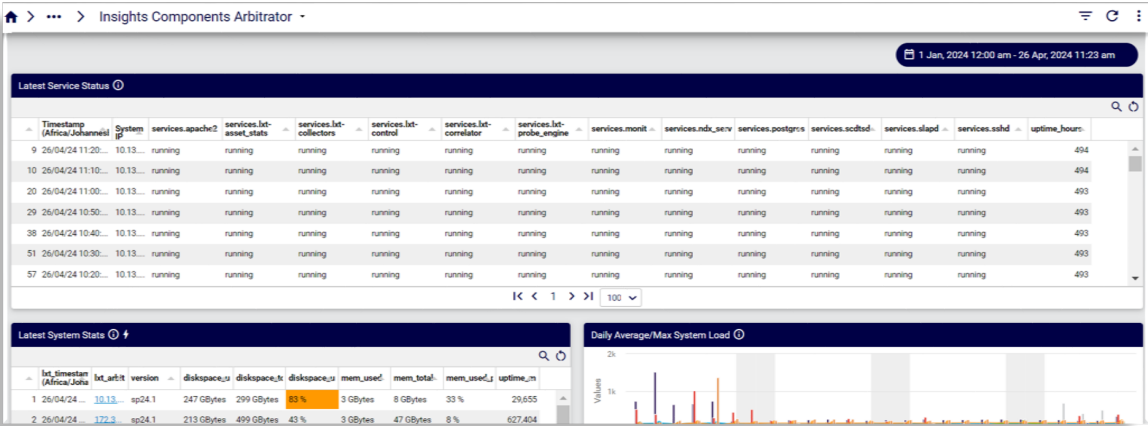 Insights Components Arbitrator
1 Jan, 2024 12:00 am - 26 Apr, 2024 11:23 am
Latest Service Status
Timestamp (Africa/Johannesl System IP services.apache2 services.lxt-asset_stats services.lxt-collectors services.lxt-control services.lxt-correlator services.lxt-probe_engine services.monit services.ndx_serv services.postgres services.scdtsd services.slapd services.sshd uptime_hours
9 26/04/24 11:20:... 10.13.... running running running running running running running running running running running running 494
10 26/04/24 11:10:... 10.13.... running running running running running running running running running running running running 494
20 26/04/24 11:00:... 10.13.... running running running running running running running running running running running running 493
29 26/04/24 10:50:... 10.13.... running running running running running running running running running running running running 493
38 26/04/24 10:40:... 10.13.... running running running running running running running running running running running running 493
51 26/04/24 10:30:... 10.13.... running running running running running running running running running running running running 493
57 26/04/24 10:20:... 10.13.... running running running running running running running running running running running running 493
1 100
Latest System Stats
lxt_timestam (Africa/Joha version diskspace_u diskspace_to diskspace_u mem_used mem_total mem_used_p uptime_m
1 26/04/24 ... 10.13.... sp24.1 247 GBytes 299 GBytes 83 % 3 GBytes 8 GBytes 33 % 29,655
2 26/04/24 ... 172.3... sp24.1 213 GBytes 499 GBytes 43 % 3 GBytes 47 GBytes 8 % 627,404
Daily Average/Max System Load
2k
1k
Values